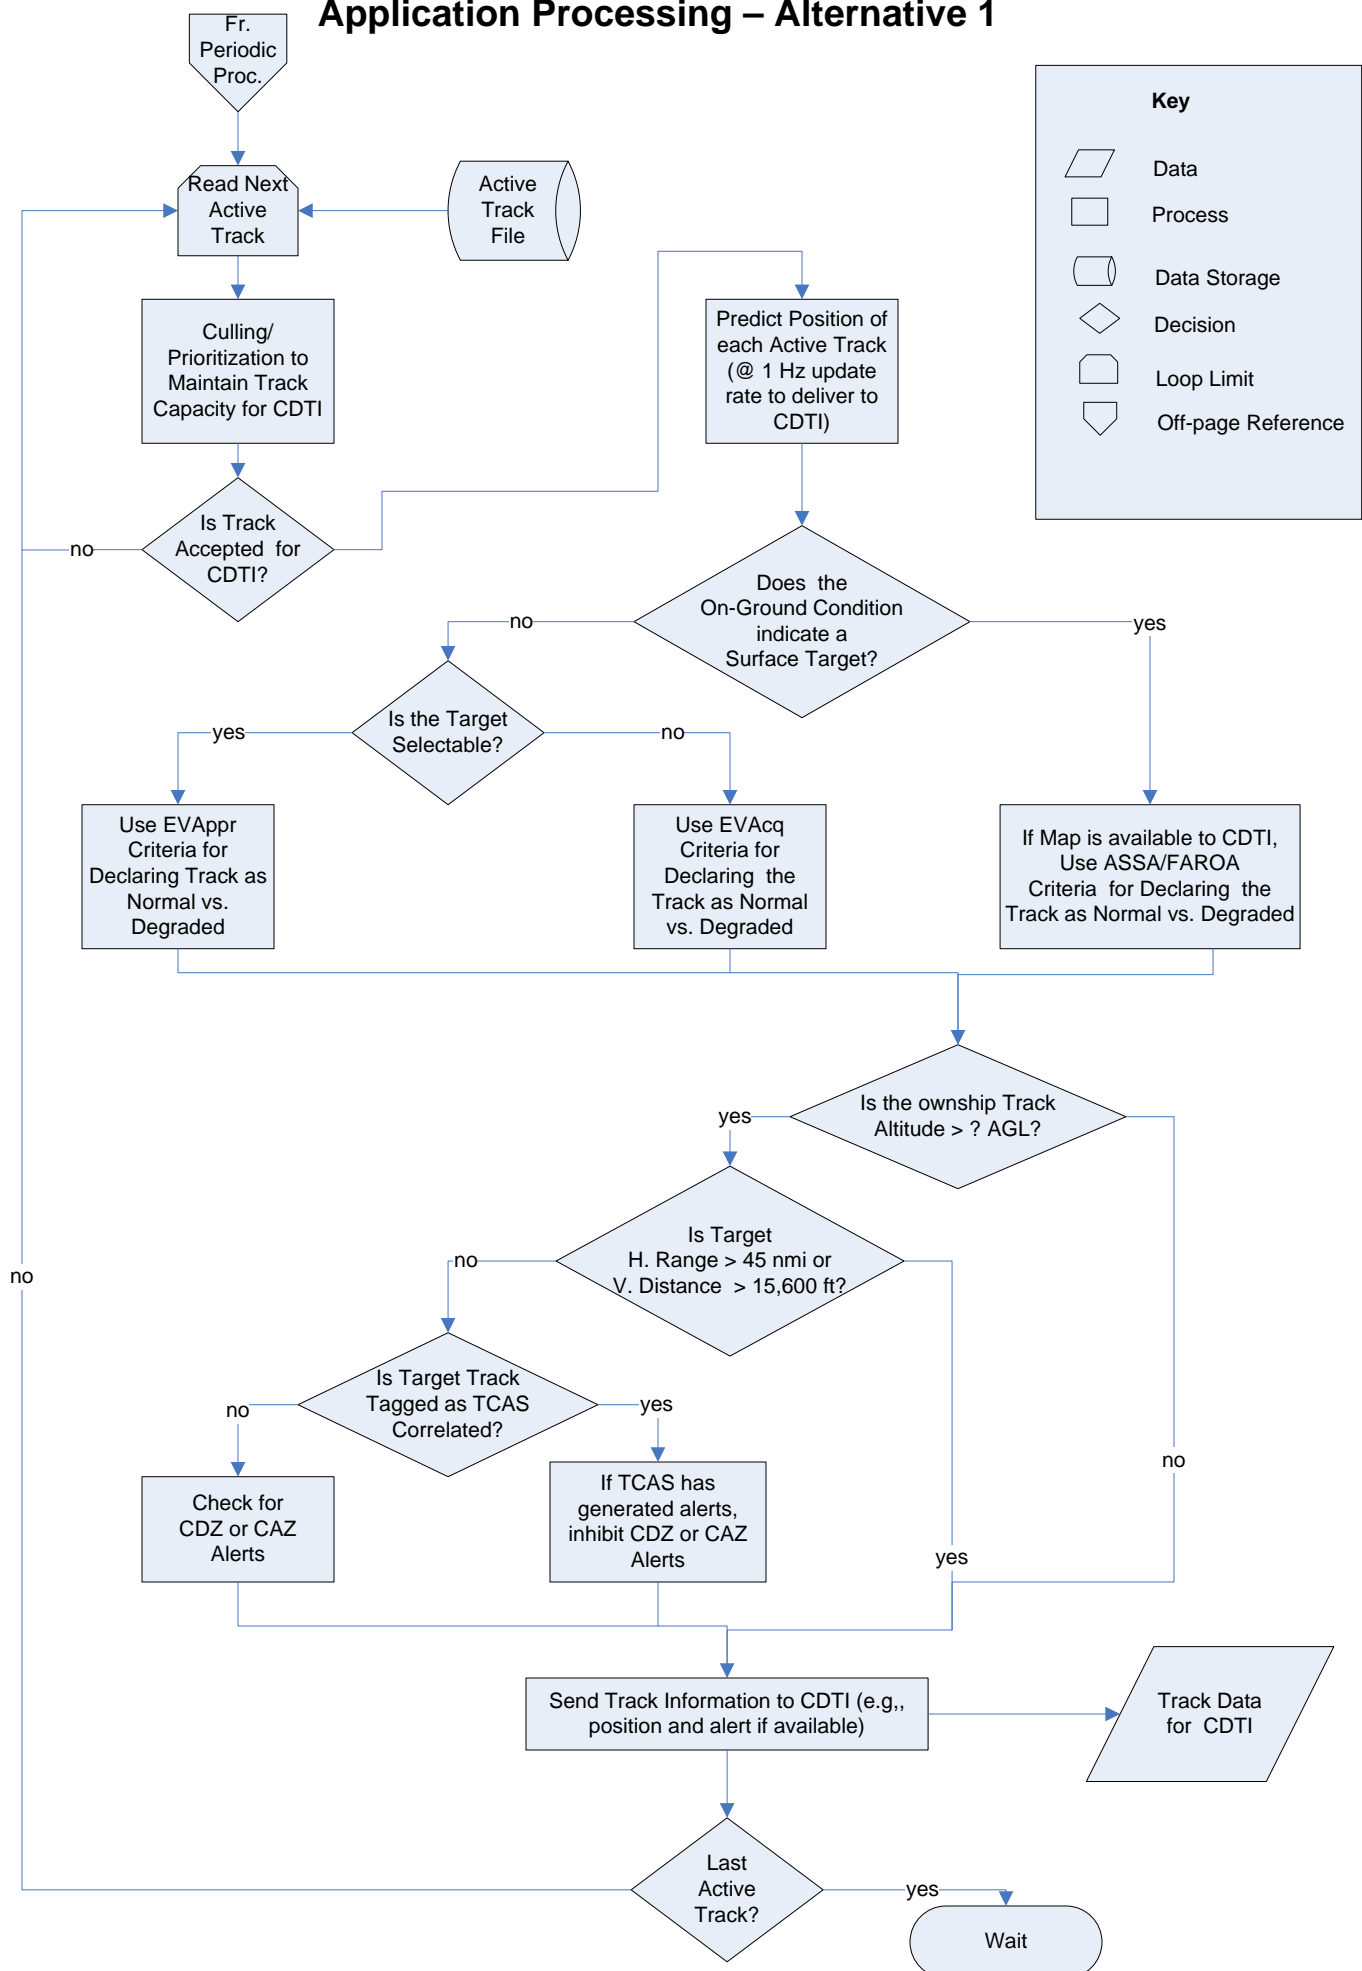 Application Processing – Alternative 1
Fr.
Periodic
Proc.
Key
Data
Process
Data Storage
Decision
Loop Limit
Off-page Reference
Read Next
Active
Track
Active
Track
File
Culling/
Prioritization to
Maintain Track
Capacity for CDTI
Predict Position of
each Active Track
(@ 1 Hz update
rate to deliver to
CDTI)
Is Track
Accepted for
CDTI?
no
Does the
On-Ground Condition
indicate a
Surface Target?
no
yes
Is the Target
Selectable?
yes
no
Use EVAppr
Criteria for
Declaring Track as
Normal vs.
Degraded
Use EVAcq
Criteria for
Declaring the
Track as Normal
vs. Degraded
If Map is available to CDTI,
Use ASSA/FAROA
Criteria for Declaring the
Track as Normal vs. Degraded
Is the ownship Track
Altitude > ? AGL?
yes
no
Is Target
H. Range > 45 nmi or
V. Distance > 15,600 ft?
no
yes
no
Is Target Track
Tagged as TCAS
Correlated?
no
yes
Check for
CDZ or CAZ
Alerts
If TCAS has
generated alerts,
inhibit CDZ or CAZ
Alerts
Send Track Information to CDTI (e.g,,
position and alert if available)
Track Data
for CDTI
Last
Active
Track?
yes
Wait